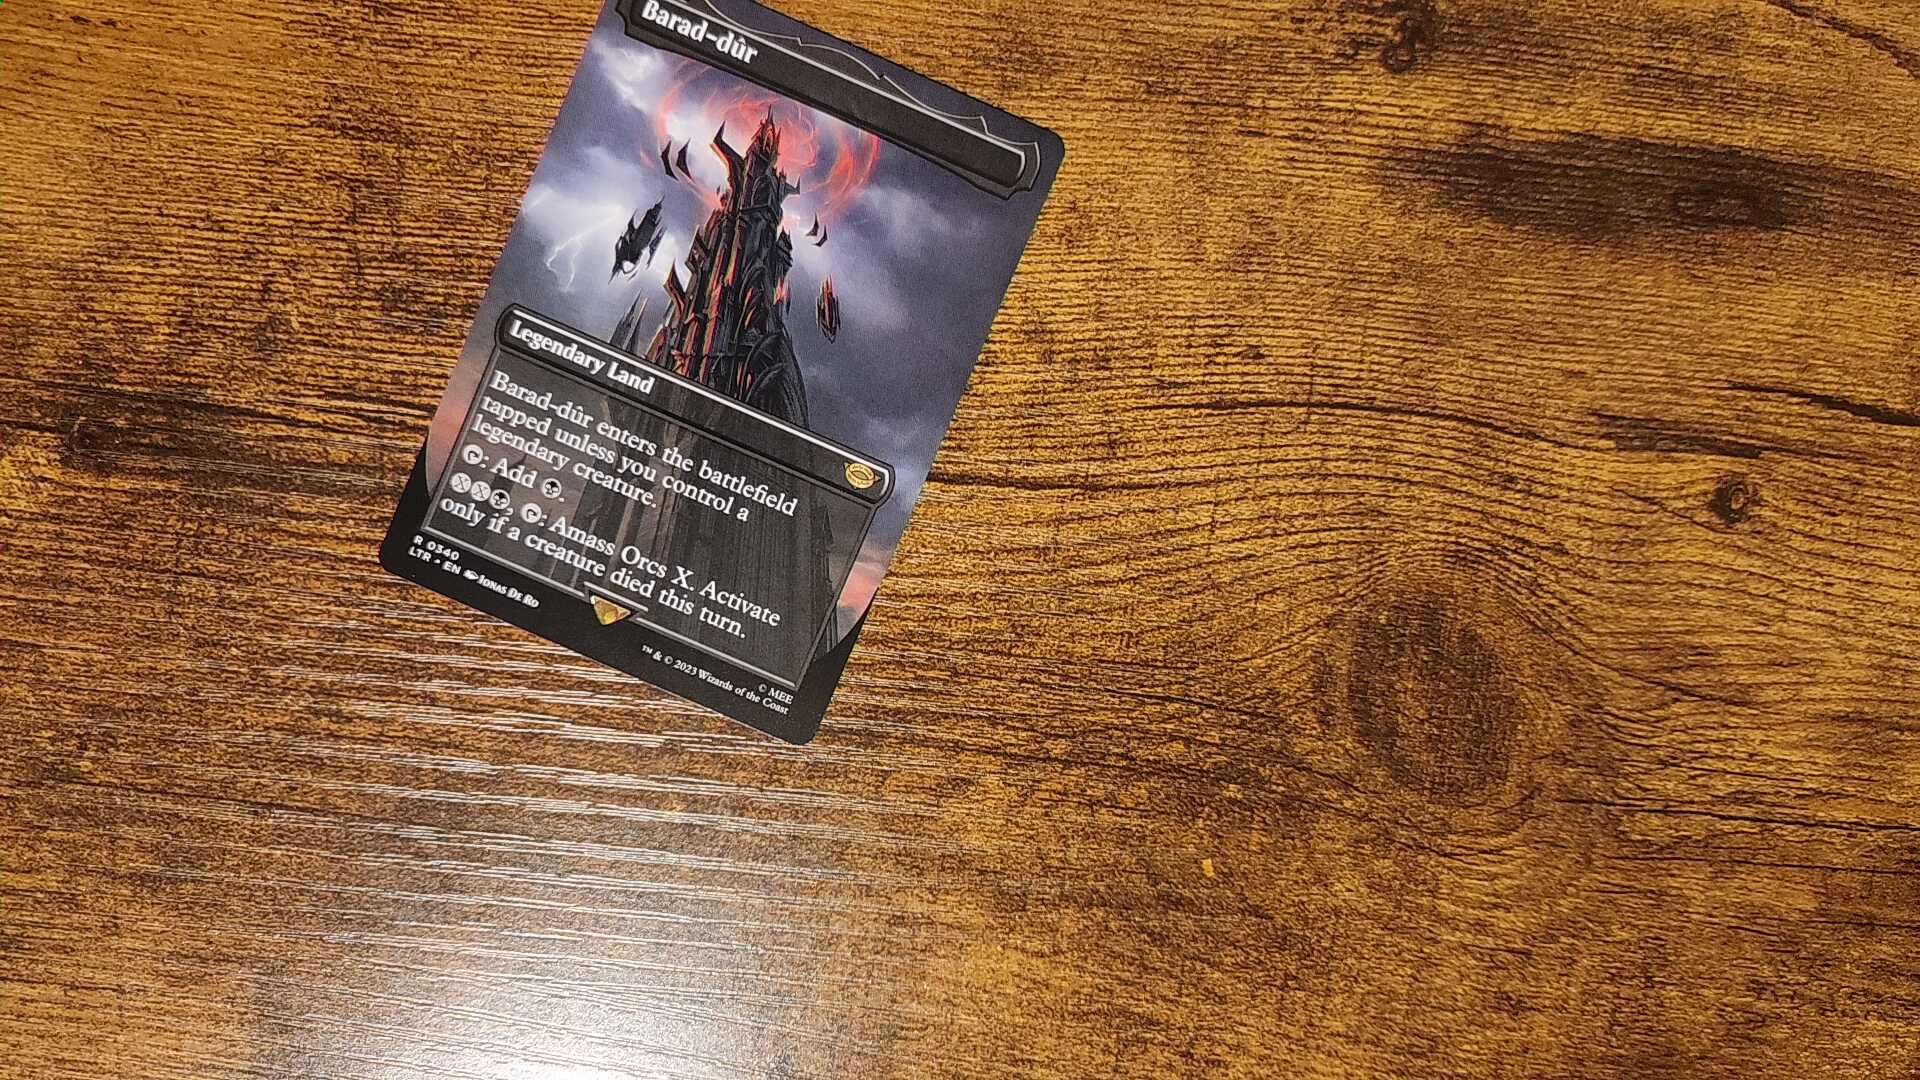 Barad-dûr
Legendary Land
Barad-dûr enters the battlefield
tapped unless you control a
legendary creature.
: Add .
XX, : Amass Orcs X. Activate
only if a creature died this turn.
R 0340
LTR • EN Jonas De Ro
™ & © 2023 Wizards of the Coast
© MEE